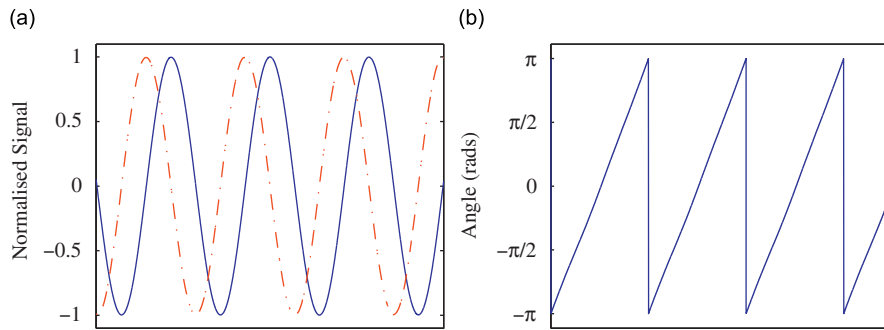 (a)
(b)
Normalised Signal
1
0.5
0
−0.5
−1
Angle (rads)
π
π/2
0
−π/2
−π